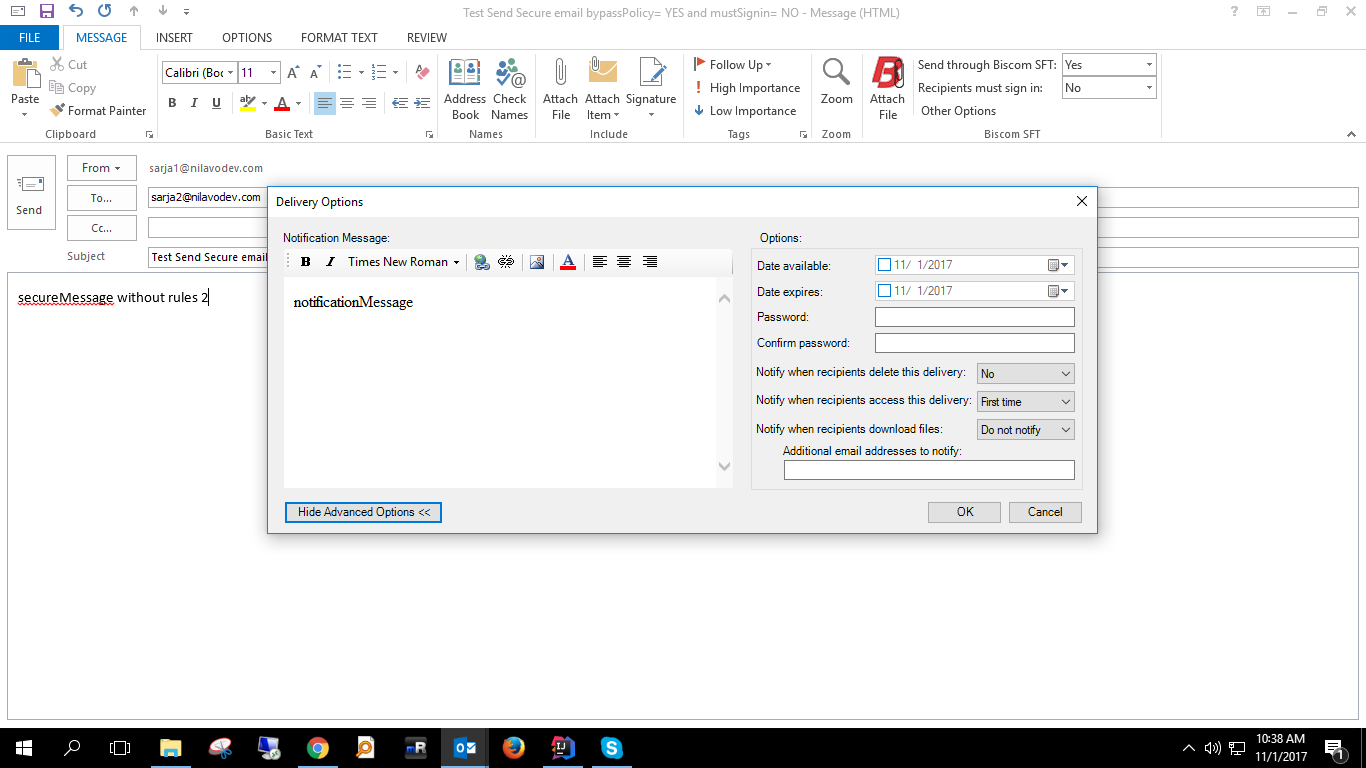 Test Send Secure email bypassPolicy= YES and mustSignin= NO - Message (HTML)
FILE MESSAGE INSERT OPTIONS FORMAT TEXT REVIEW
Paste
Cut
Copy
Format Painter
Clipboard
Calibri (Boc 11
B I U
Basic Text
Address Book
Check Names
Names
Attach File
Attach Item
Signature
Include
Follow Up
High Importance
Low Importance
Tags
Zoom
Zoom
Attach File
Send through Biscom SFT: Yes
Recipients must sign in: No
Other Options
Biscom SFT
Send
From sarja1@nilavodev.com
To... sarja2@nilavodev.com
Cc...
Subject Test Send Secure email
secureMessage without rules 2
Delivery Options
Notification Message:
B I Times New Roman A
notificationMessage
Hide Advanced Options <<
Options:
Date available: 11/ 1/2017
Date expires: 11/ 1/2017
Password:
Confirm password:
Notify when recipients delete this delivery: No
Notify when recipients access this delivery: First time
Notify when recipients download files: Do not notify
Additional email addresses to notify:
OK Cancel
10:38 AM
11/1/2017
1